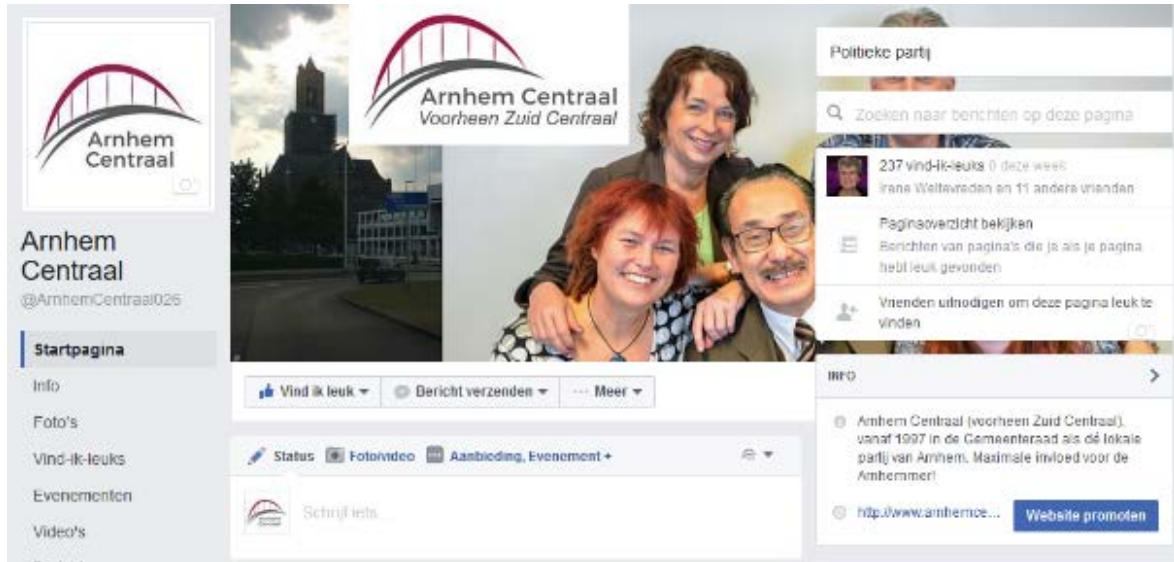 Arnhem
Centraal
Arnhem
Centraal
@ArnhemCentraal026
Startpagina
Info
Foto's
Vind-ik-leuks
Evenementen
Video's
Arnhem Centraal
Voorheen Zuid Centraal
Vind ik leuk
Bericht verzenden
Meer
Status Foto/video Aanbieding, Evenement +
Schrijf iets...
Politieke partij
Zoeken naar berichten op deze pagina
237 vind-ik-leuks 0 deze week
Irene Weltevreden en 11 andere vrienden
Paginaoverzicht bekijken
Berichten van pagina's die je als je pagina
hebt leuk gevonden
Vrienden uitnodigen om deze pagina leuk te
vinden
INFO
Arnhem Centraal (voorheen Zuid Centraal),
vanaf 1997 in de Gemeenteraad als dé lokale
partij van Arnhem. Maximale invloed voor de
Arnhemmer!
http://www.arnhemce...
Website promoten